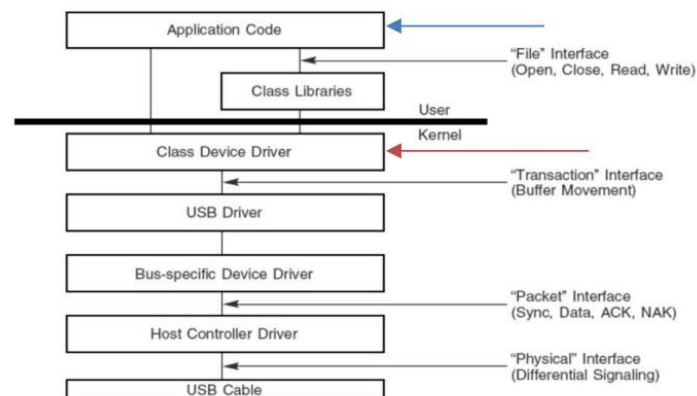 Application Code
"File" Interface
(Open, Close, Read, Write)
Class Libraries
User
Kernel
Class Device Driver
"Transaction" Interface
(Buffer Movement)
USB Driver
Bus-specific Device Driver
"Packet" Interface
(Sync, Data, ACK, NAK)
Host Controller Driver
"Physical" Interface
(Differential Signaling)
USB Cable